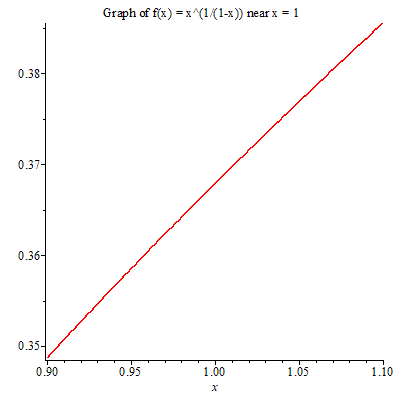 Graph of f(x) = x^(1/(1-x)) near x = 1
0.38
0.37
0.36
0.35
0.90 0.95 1.00 1.05 1.10
x